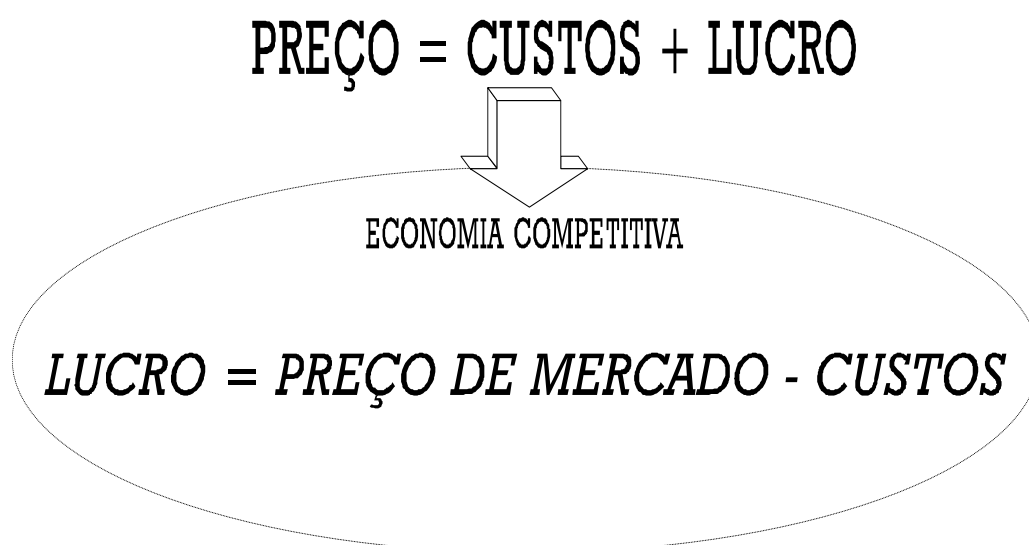 PREÇO = CUSTOS + LUCRO
ECONOMIA COMPETITIVA
LUCRO = PREÇO DE MERCADO - CUSTOS